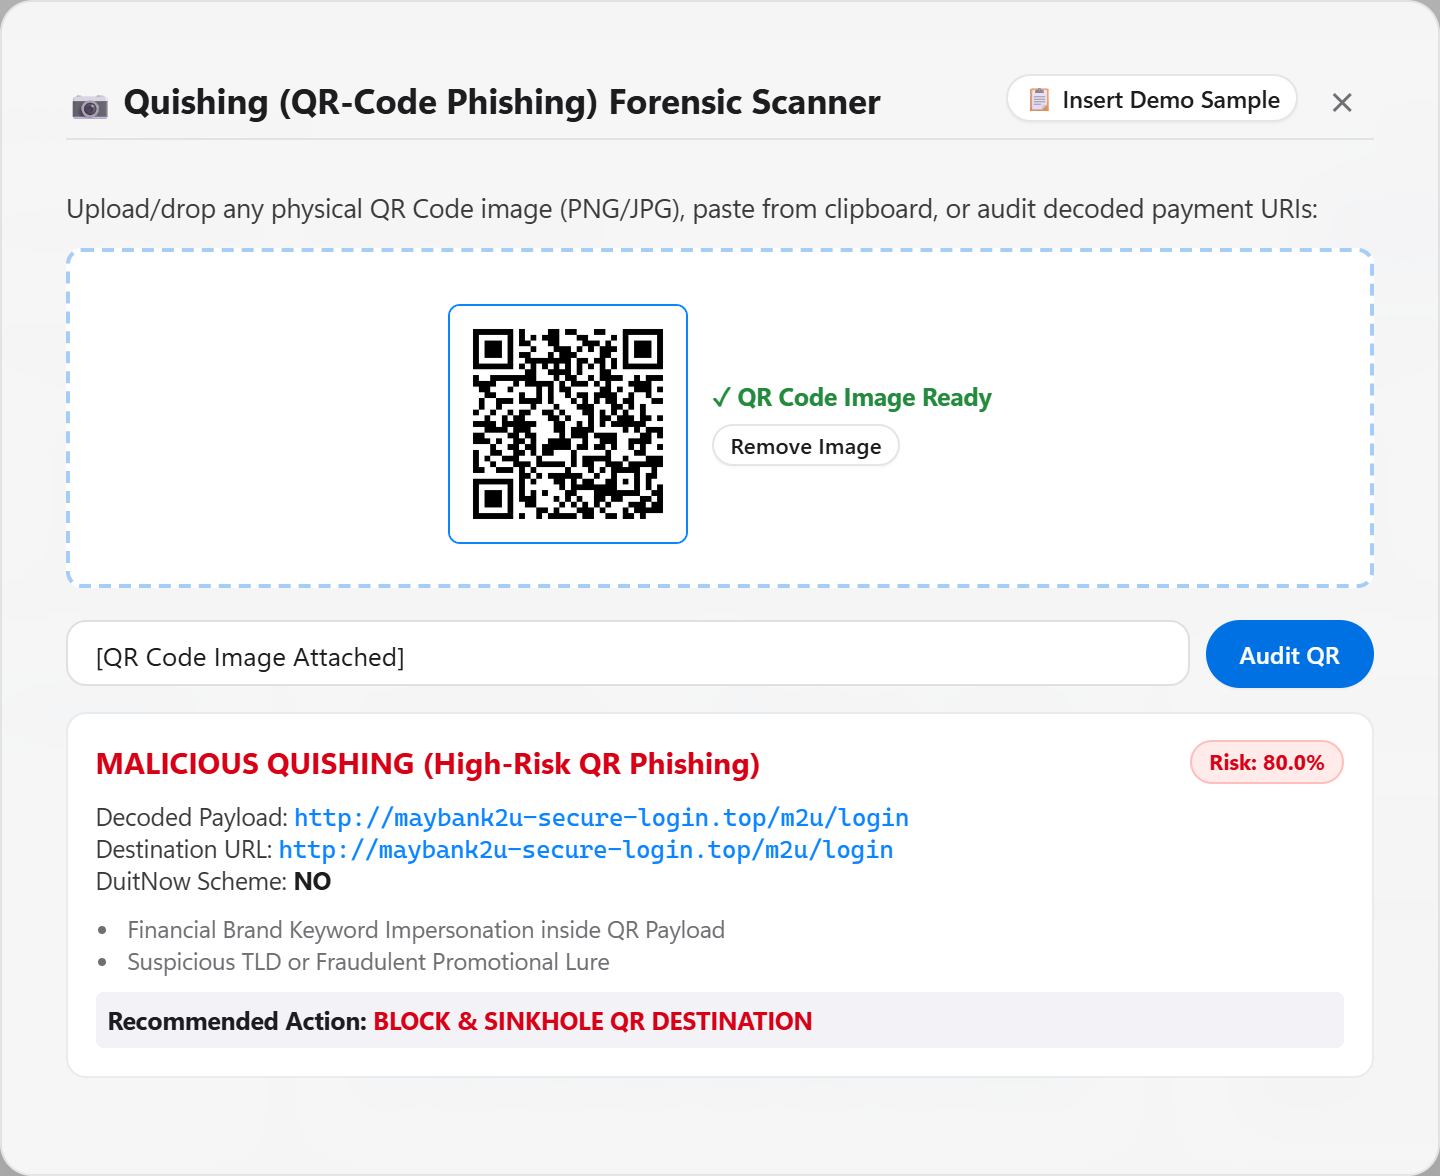 Quishing (QR-Code Phishing) Forensic Scanner
Insert Demo Sample
Upload/drop any physical QR Code image (PNG/JPG), paste from clipboard, or audit decoded payment URIs:
✓ QR Code Image Ready
Remove Image
[QR Code Image Attached]
Audit QR
MALICIOUS QUISHING (High-Risk QR Phishing)
Risk: 80.0%
Decoded Payload: http://maybank2u-secure-login.top/m2u/login
Destination URL: http://maybank2u-secure-login.top/m2u/login
DuitNow Scheme: NO
• Financial Brand Keyword Impersonation inside QR Payload
• Suspicious TLD or Fraudulent Promotional Lure
Recommended Action: BLOCK & SINKHOLE QR DESTINATION